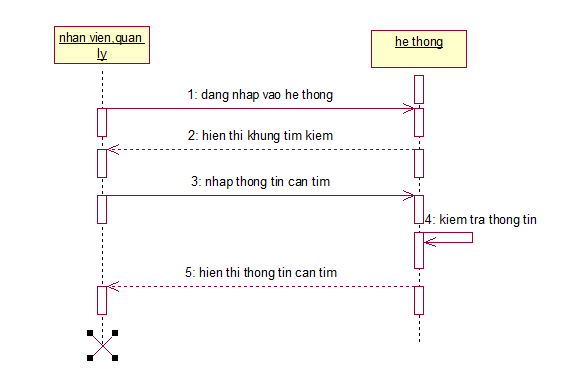 nhan vien,quan
ly
he thong
1: dang nhap vao he thong
2: hien thi khung tim kiem
3: nhap thong tin can tim
4: kiem tra thong tin
5: hien thi thong tin can tim